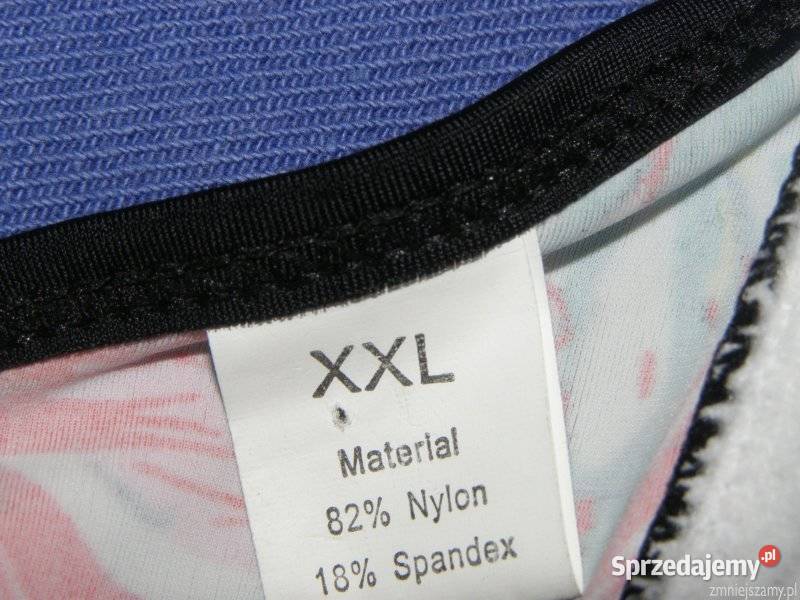 XXL
Material
82% Nylon
18% Spandex
Sprzedajemy.pl
zmniejszamy.pl